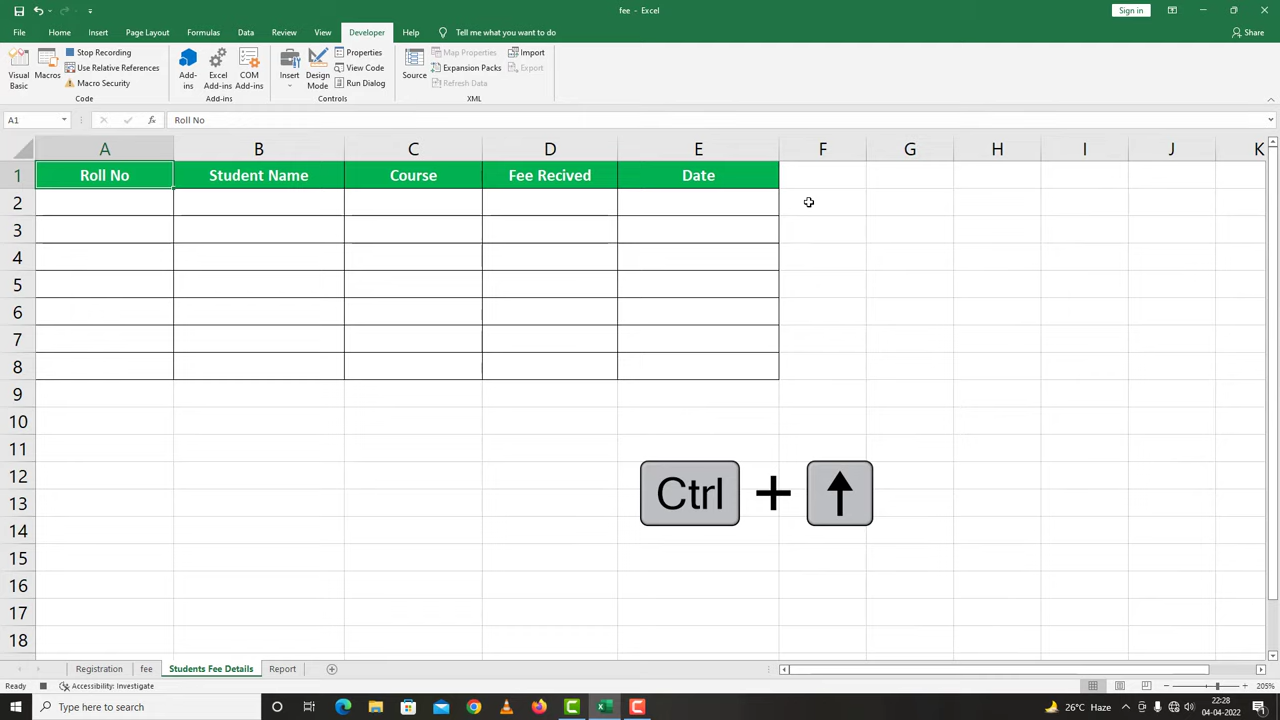 fee - Excel
Sign in
File Home Insert Page Layout Formulas Data Review View Developer Help Tell me what you want to do Share
Visual Basic
Macros
Stop Recording
Use Relative References
Macro Security
Code
Add-ins
Excel Add-ins
COM Add-ins
Add-ins
Insert
Design Mode
Properties
View Code
Run Dialog
Controls
Source
Map Properties
Expansion Packs
Refresh Data
Import
Export
XML
A1 fx Roll No
A B C D E F G H I J K
1 Roll No Student Name Course Fee Recived Date
2
3
4
5
6
7
8
9
10
11
12
13
14
15
16
17
18
Ctrl +
Registration fee Students Fee Details Report
Ready Accessibility: Investigate 205%
Type here to search
26°C Haze
22:28
04-04-2022
1